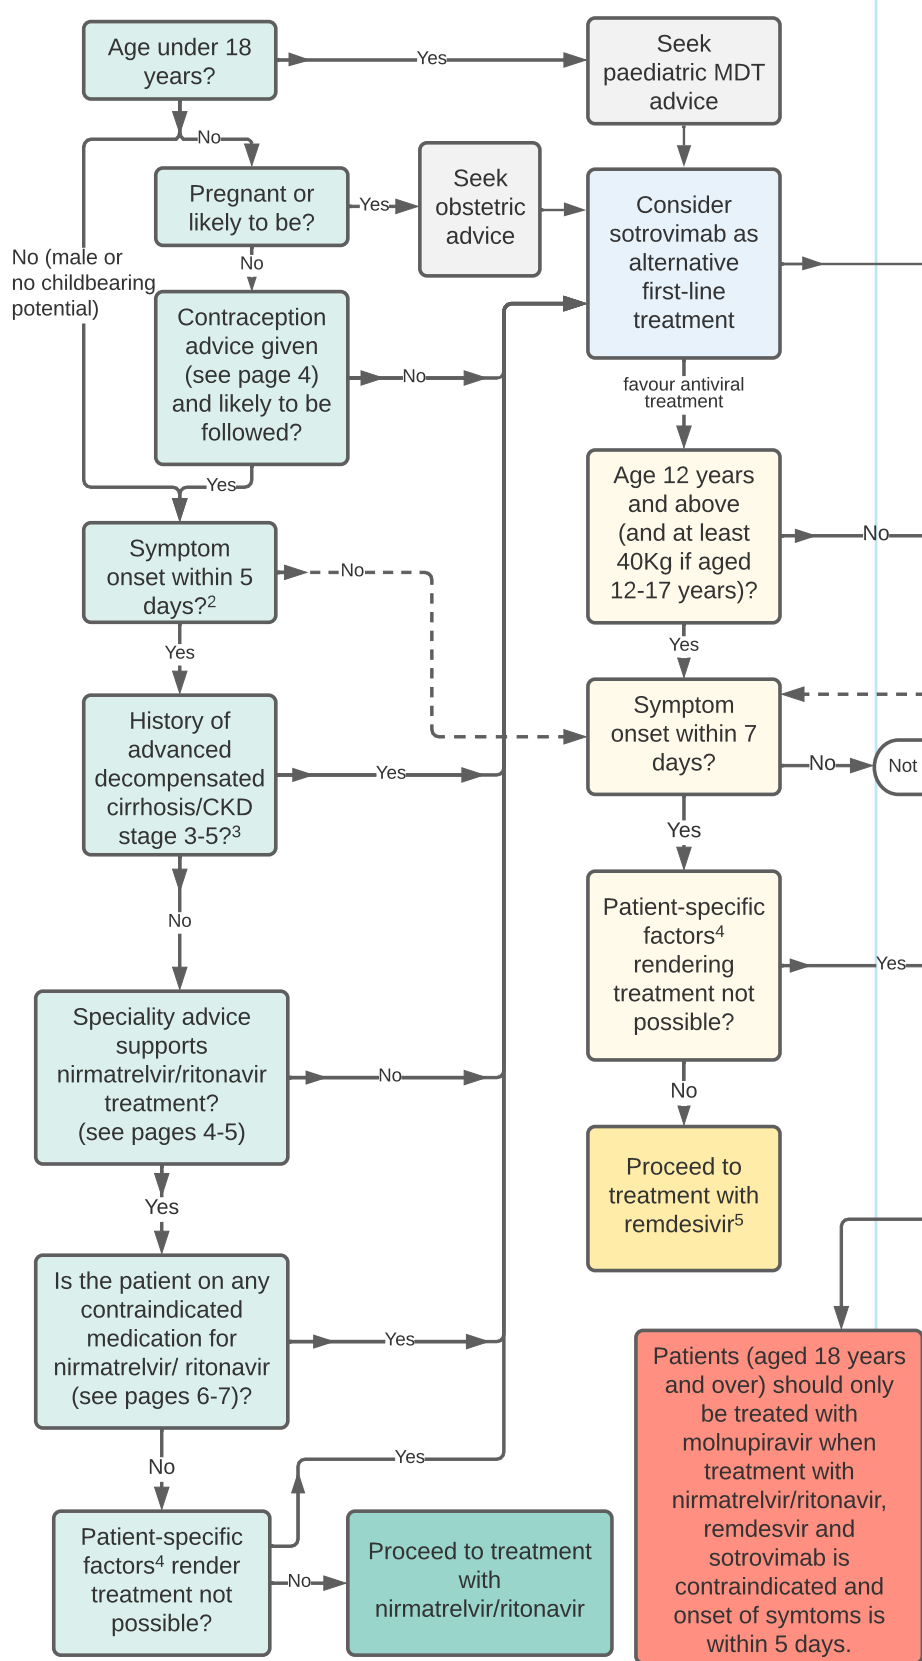 Age under 18
years?
Yes
Seek
paediatric MDT
advice
No
Pregnant or
likely to be?
Yes
Seek
obstetric
advice
Consider
sotrovimab as
alternative
first-line
treatment
No (male or
no childbearing
potential)
No
Contraception
advice given
(see page 4)
and likely to be
followed?
No
favour antiviral
treatment
Yes
Age 12 years
and above
(and at least
40Kg if aged
12-17 years)?
No
Symptom
onset within 5
days?2
No
Yes
Yes
Symptom
onset within 7
days?
No
Not
History of
advanced
decompensated
cirrhosis/CKD
stage 3-5?3
Yes
Yes
No
Patient-specific
factors4
rendering
treatment not
possible?
Yes
Speciality advice
supports
nirmatrelvir/ritonavir
treatment?
(see pages 4-5)
No
No
Yes
Proceed to
treatment with
remdesivir5
Is the patient on any
contraindicated
medication for
nirmatrelvir/ ritonavir
(see pages 6-7)?
Yes
No
Yes
Patient-specific
factors4 render
treatment not
possible?
No
Proceed to treatment
with
nirmatrelvir/ritonavir
Patients (aged 18 years
and over) should only
be treated with
molnupiravir when
treatment with
nirmatrelvir/ritonavir,
remdesvir and
sotrovimab is
contraindicated and
onset of symtoms is
within 5 days.